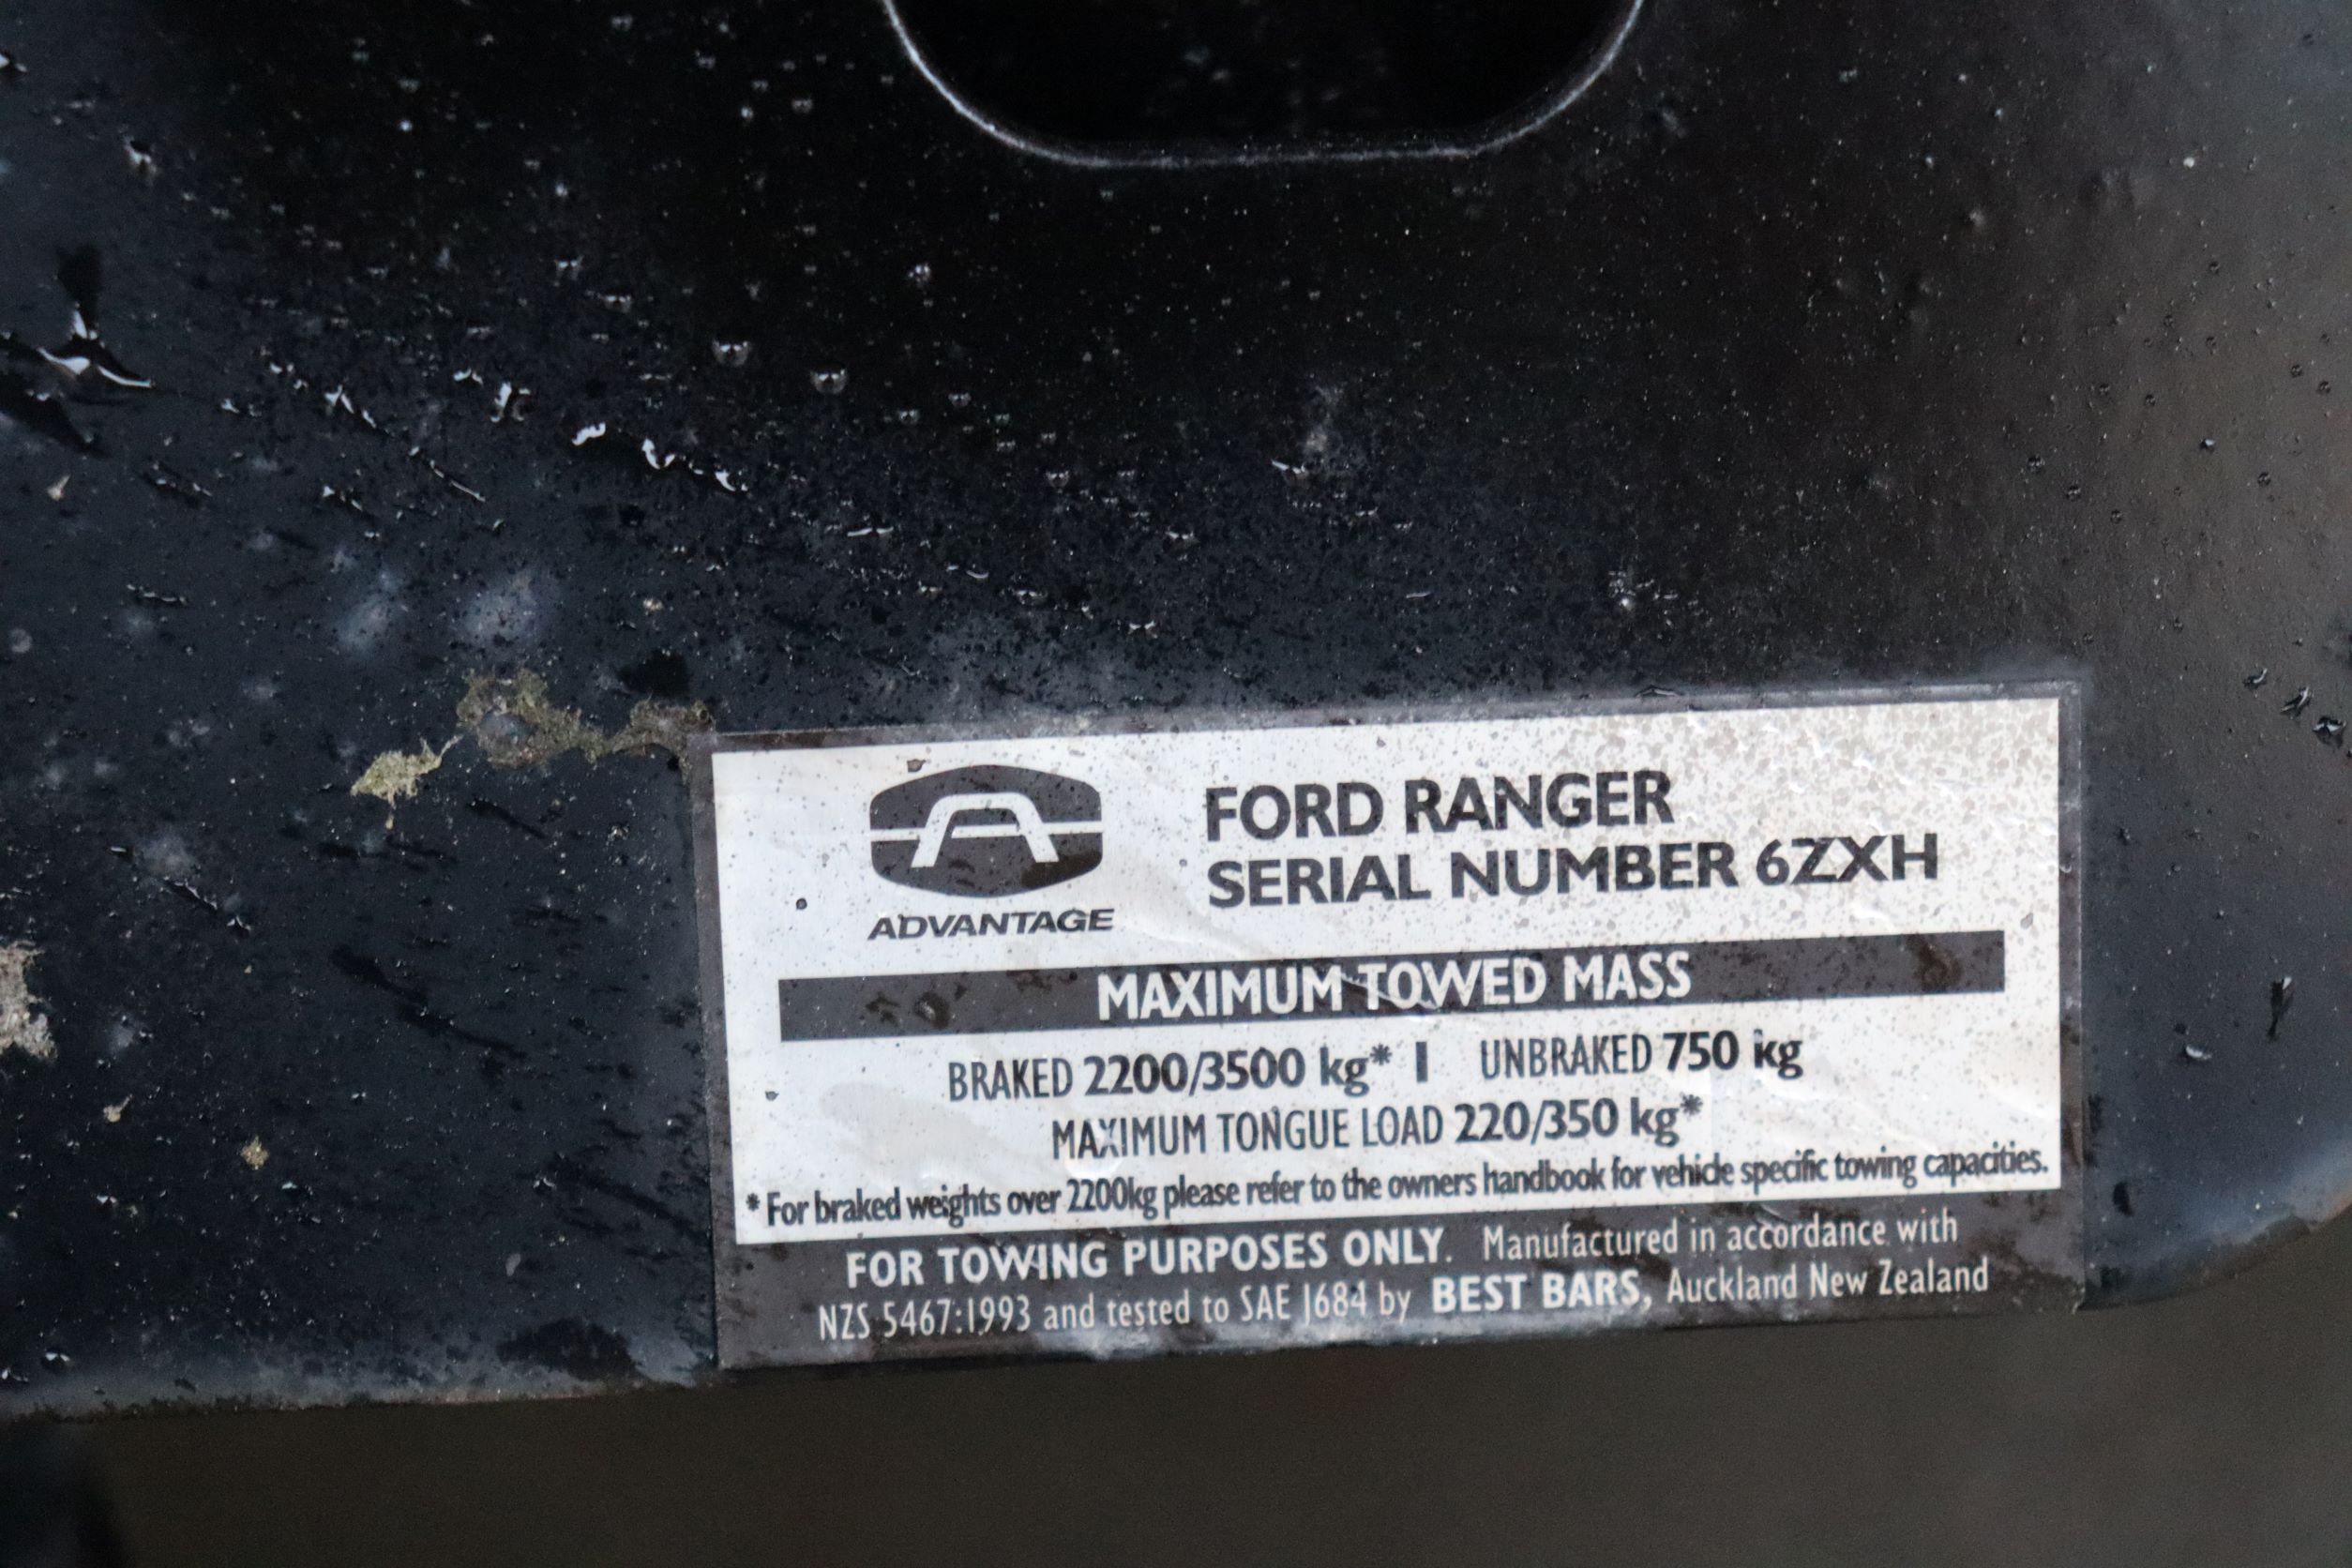 ADVANTAGE
FORD RANGER
SERIAL NUMBER 6ZXH
MAXIMUM TOWED MASS
BRAKED 2200/3500 kg* | UNBRAKED 750 kg
MAXIMUM TONGUE LOAD 220/350 kg*
* For braked weights over 2200kg please refer to the owners handbook for vehicle specific towing capacities.
FOR TOWING PURPOSES ONLY. Manufactured in accordance with
NZS 5467:1993 and tested to SAE J684 by BEST BARS, Auckland New Zealand